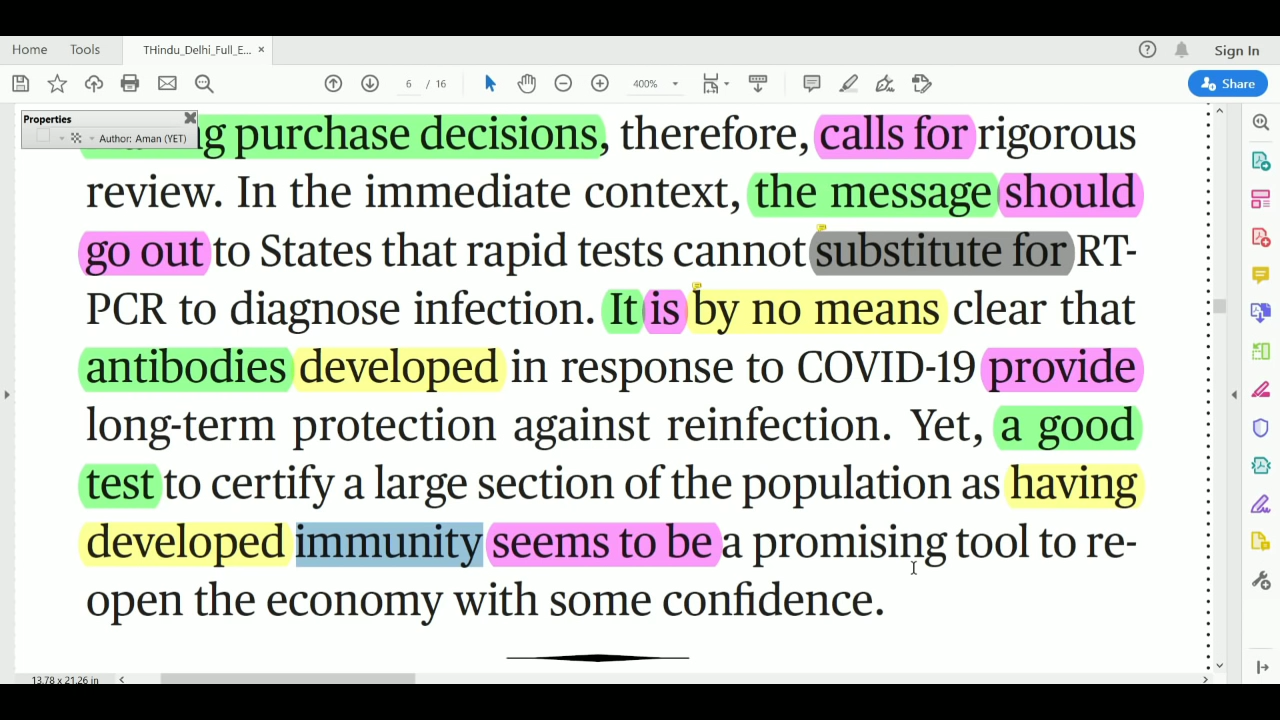 Home Tools THindu_Delhi_Full_E... ×
Sign In
6 / 16 400% Share
Properties
Author: Aman (YET)
purchase decisions, therefore, calls for rigorous
review. In the immediate context, the message should
go out to States that rapid tests cannot substitute for RT-
PCR to diagnose infection. It is by no means clear that
antibodies developed in response to COVID-19 provide
long-term protection against reinfection. Yet, a good
test to certify a large section of the population as having
developed immunity seems to be a promising tool to re-
open the economy with some confidence.
13.78 x 21.26 in